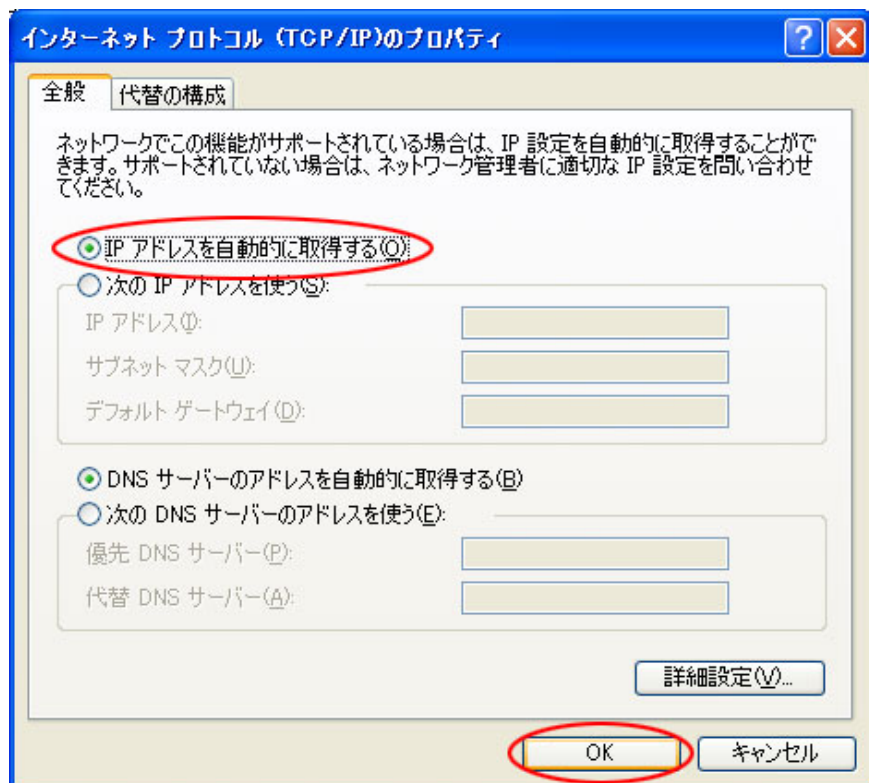 インターネット プロトコル (TCP/IP)のプロパティ
全般
代替の構成
ネットワークでこの機能がサポートされている場合は、IP 設定を自動的に取得することがで
きます。サポートされていない場合は、ネットワーク管理者に適切な IP 設定を問い合わせ
てください。
IP アドレスを自動的に取得する(O)
次の IP アドレスを使う(S):
IP アドレス(I):
サブネット マスク(U):
デフォルト ゲートウェイ(D):
DNS サーバーのアドレスを自動的に取得する(B)
次の DNS サーバーのアドレスを使う(E):
優先 DNS サーバー(P):
代替 DNS サーバー(A):
詳細設定(V)...
OK
キャンセル